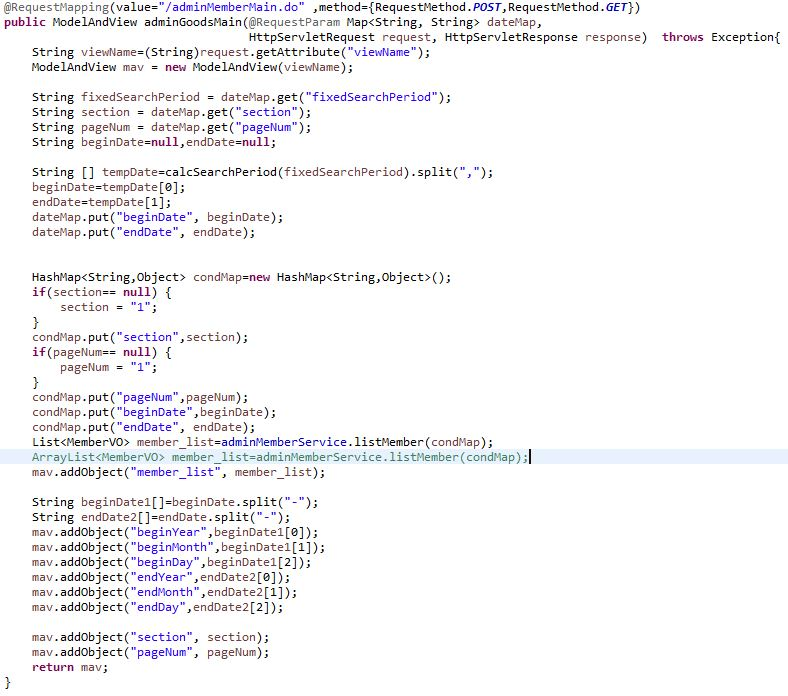 @RequestMapping(value="/adminMemberMain.do" ,method={RequestMethod.POST,RequestMethod.GET})
public ModelAndView adminGoodsMain(@RequestParam Map<String, String> dateMap,
                               HttpServletRequest request, HttpServletResponse response)  throws Exception{
    String viewName=(String)request.getAttribute("viewName");
    ModelAndView mav = new ModelAndView(viewName);

    String fixedSearchPeriod = dateMap.get("fixedSearchPeriod");
    String section = dateMap.get("section");
    String pageNum = dateMap.get("pageNum");
    String beginDate=null,endDate=null;

    String [] tempDate=calcSearchPeriod(fixedSearchPeriod).split(",");
    beginDate=tempDate[0];
    endDate=tempDate[1];
    dateMap.put("beginDate", beginDate);
    dateMap.put("endDate", endDate);


    HashMap<String,Object> condMap=new HashMap<String,Object>();
    if(section== null) {
        section = "1";
    }
    condMap.put("section",section);
    if(pageNum== null) {
        pageNum = "1";
    }
    condMap.put("pageNum",pageNum);
    condMap.put("beginDate",beginDate);
    condMap.put("endDate", endDate);
    List<MemberVO> member_list=adminMemberService.listMember(condMap);
    ArrayList<MemberVO> member_list=adminMemberService.listMember(condMap);
    mav.addObject("member_list", member_list);

    String beginDate1[]=beginDate.split("-");
    String endDate2[]=endDate.split("-");
    mav.addObject("beginYear",beginDate1[0]);
    mav.addObject("beginMonth",beginDate1[1]);
    mav.addObject("beginDay",beginDate1[2]);
    mav.addObject("endYear",endDate2[0]);
    mav.addObject("endMonth",endDate2[1]);
    mav.addObject("endDay",endDate2[2]);

    mav.addObject("section", section);
    mav.addObject("pageNum", pageNum);
    return mav;
}